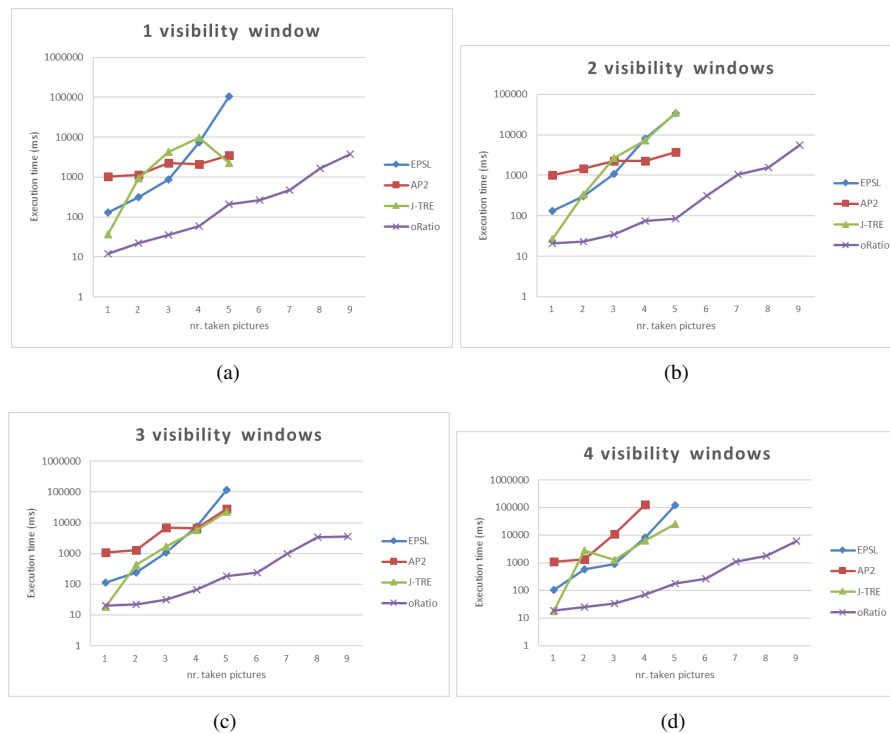 1 visibility window
1000000
100000
10000
1000
100
10
1
Execution time (ms)
1 2 3 4 5 6 7 8 9
nr. taken pictures
EPSL
AP2
J-TRE
oRatio
(a)
2 visibility windows
100000
10000
1000
100
10
1
Execution time (ms)
1 2 3 4 5 6 7 8 9
nr. taken pictures
EPSL
AP2
J-TRE
oRatio
(b)
3 visibility windows
1000000
100000
10000
1000
100
10
1
Execution time (ms)
1 2 3 4 5 6 7 8 9
nr. taken pictures
EPSL
AP2
J-TRE
oRatio
(c)
4 visibility windows
1000000
100000
10000
1000
100
10
1
Execution time (ms)
1 2 3 4 5 6 7 8 9
nr. taken pictures
EPSL
AP2
J-TRE
oRatio
(d)